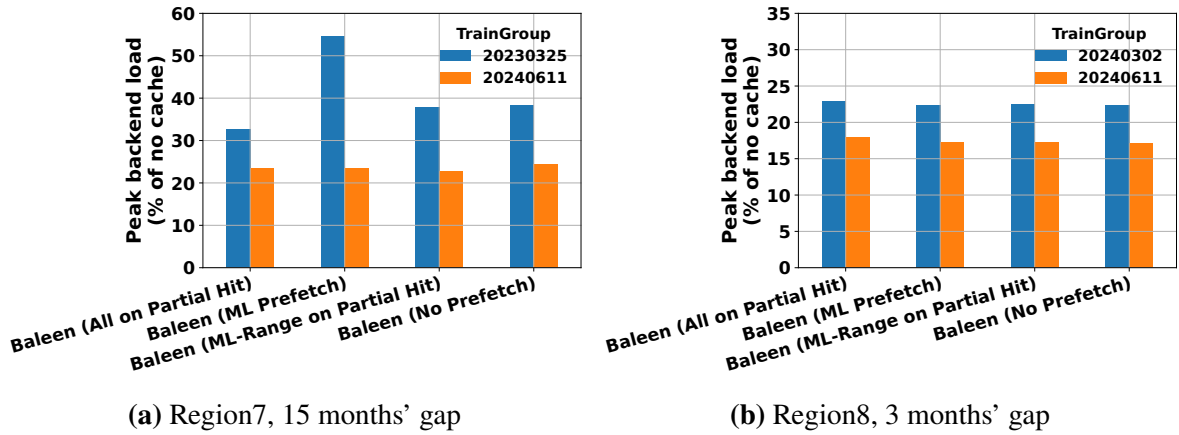 Peak backend load
(% of no cache)
60
50
40
30
20
10
0
TrainGroup
20230325
20240611
Baleen (All on Partial Hit)
Baleen (ML Prefetch)
Baleen (ML-Range on Partial Hit)
Baleen (No Prefetch)
(a) Region7, 15 months' gap
Peak backend load
(% of no cache)
35
30
25
20
15
10
5
0
TrainGroup
20240302
20240611
Baleen (All on Partial Hit)
Baleen (ML Prefetch)
Baleen (ML-Range on Partial Hit)
Baleen (No Prefetch)
(b) Region8, 3 months' gap